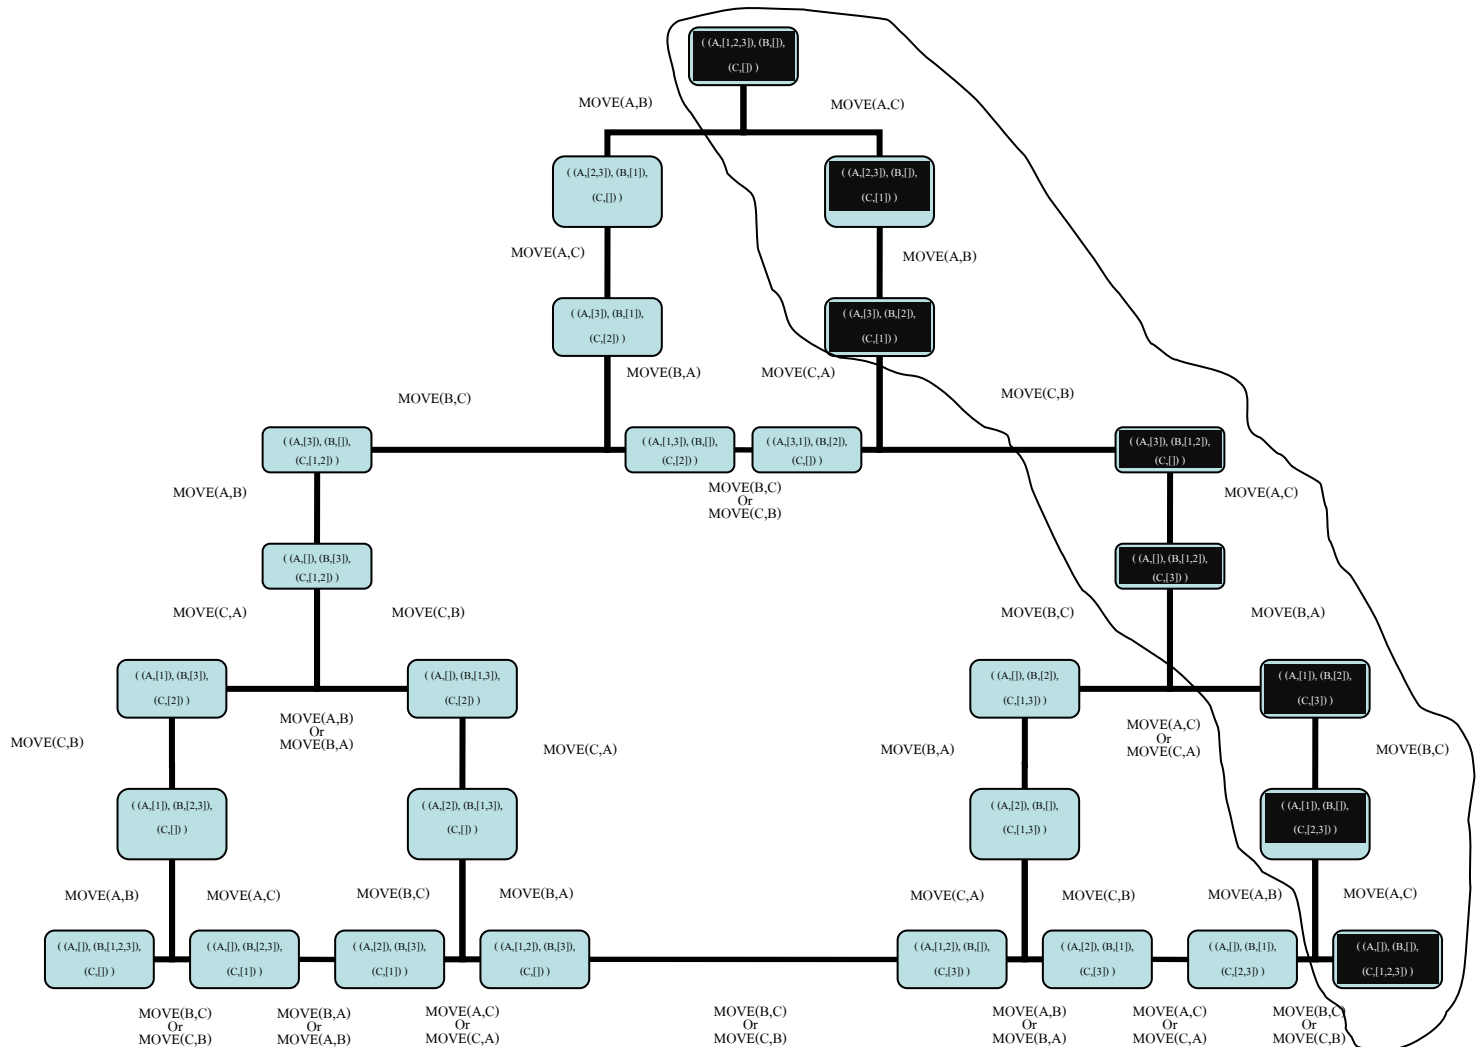 ( (A,[1,2,3]), (B,[]),
(C,[]) )
MOVE(A,B)
MOVE(A,C)
( (A,[2,3]), (B,[1]),
(C,[]) )
( (A,[2,3]), (B,[]),
(C,[1]) )
MOVE(A,C)
MOVE(A,B)
( (A,[3]), (B,[1]),
(C,[2]) )
( (A,[3]), (B,[2]),
(C,[1]) )
MOVE(B,C)
MOVE(B,A)
MOVE(C,A)
MOVE(C,B)
( (A,[3]), (B,[]),
(C,[1,2]) )
( (A,[1,3]), (B,[]),
(C,[2]) )
( (A,[3,1]), (B,[2]),
(C,[]) )
( (A,[3]), (B,[1,2]),
(C,[]) )
MOVE(A,B)
MOVE(B,C)
Or
MOVE(C,B)
MOVE(A,C)
( (A,[]), (B,[3]),
(C,[1,2]) )
( (A,[]), (B,[1,2]),
(C,[3]) )
MOVE(C,A)
MOVE(C,B)
MOVE(B,C)
MOVE(B,A)
( (A,[1]), (B,[3]),
(C,[2]) )
( (A,[]), (B,[1,3]),
(C,[2]) )
( (A,[]), (B,[2]),
(C,[1,3]) )
( (A,[1]), (B,[2]),
(C,[3]) )
MOVE(C,B)
MOVE(A,B)
Or
MOVE(B,A)
MOVE(C,A)
MOVE(B,A)
MOVE(A,C)
Or
MOVE(C,A)
MOVE(B,C)
( (A,[1]), (B,[2,3]),
(C,[]) )
( (A,[2]), (B,[1,3]),
(C,[]) )
( (A,[2]), (B,[]),
(C,[1,3]) )
( (A,[1]), (B,[]),
(C,[2,3]) )
MOVE(A,B)
MOVE(A,C)
MOVE(B,C)
MOVE(B,A)
MOVE(C,A)
MOVE(C,B)
MOVE(A,B)
MOVE(A,C)
( (A,[]), (B,[1,2,3]),
(C,[]) )
( (A,[]), (B,[2,3]),
(C,[1]) )
( (A,[2]), (B,[3]),
(C,[1]) )
( (A,[1,2]), (B,[3]),
(C,[]) )
( (A,[1,2]), (B,[]),
(C,[3]) )
( (A,[2]), (B,[1]),
(C,[3]) )
( (A,[]), (B,[1]),
(C,[2,3]) )
( (A,[]), (B,[]),
(C,[1,2,3]) )
MOVE(B,C)
Or
MOVE(C,B)
MOVE(B,A)
Or
MOVE(A,B)
MOVE(A,C)
Or
MOVE(C,A)
MOVE(B,C)
Or
MOVE(C,B)
MOVE(A,B)
Or
MOVE(B,A)
MOVE(A,C)
Or
MOVE(C,A)
MOVE(B,C)
Or
MOVE(C,B)